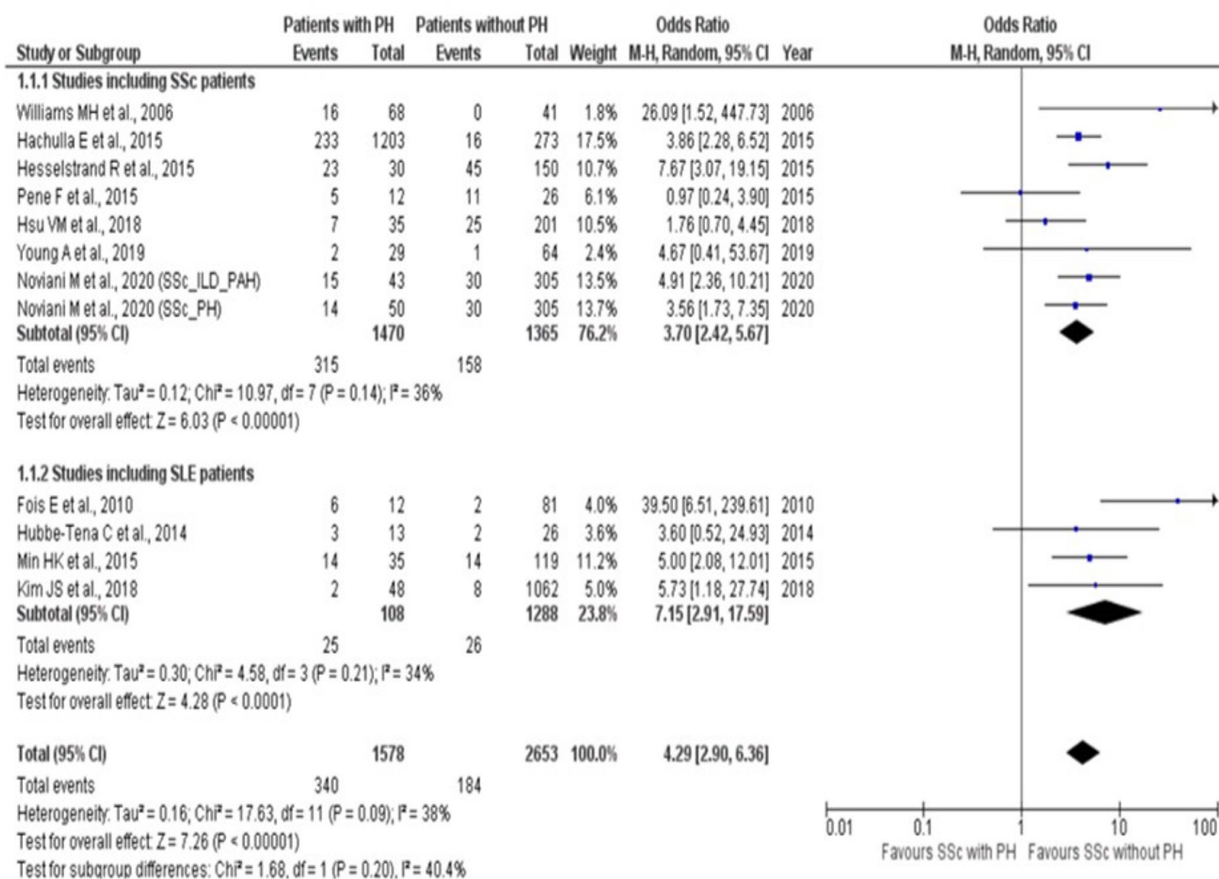 Patients with PH Patients without PH Odds Ratio Odds Ratio
Study or Subgroup Events Total Events Total Weight M-H, Random, 95% CI Year M-H, Random, 95% CI
1.1.1 Studies including SSc patients
Williams MH et al., 2006 16 68 0 41 1.8% 26.09 [1.52, 447.73] 2006
Hachulla E et al., 2015 233 1203 16 273 17.5% 3.86 [2.28, 6.52] 2015
Hesselstrand R et al., 2015 23 30 45 150 10.7% 7.67 [3.07, 19.15] 2015
Pene F et al., 2015 5 12 11 26 6.1% 0.97 [0.24, 3.90] 2015
Hsu VM et al., 2018 7 35 25 201 10.5% 1.76 [0.70, 4.45] 2018
Young A et al., 2019 2 29 1 64 2.4% 4.67 [0.41, 53.67] 2019
Noviani M et al., 2020 (SSc_ILD_PAH) 15 43 30 305 13.5% 4.91 [2.36, 10.21] 2020
Noviani M et al., 2020 (SSc_PH) 14 50 30 305 13.7% 3.56 [1.73, 7.35] 2020
Subtotal (95% CI) 1470 1365 76.2% 3.70 [2.42, 5.67]
Total events 315 158
Heterogeneity: Tau² = 0.12; Chi² = 10.97, df = 7 (P = 0.14); I² = 36%
Test for overall effect: Z = 6.03 (P < 0.00001)
1.1.2 Studies including SLE patients
Fois E et al., 2010 6 12 2 81 4.0% 39.50 [6.51, 239.61] 2010
Hubbe-Tena C et al., 2014 3 13 2 26 3.6% 3.60 [0.52, 24.93] 2014
Min HK et al., 2015 14 35 14 119 11.2% 5.00 [2.08, 12.01] 2015
Kim JS et al., 2018 2 48 8 1062 5.0% 5.73 [1.18, 27.74] 2018
Subtotal (95% CI) 108 1288 23.8% 7.15 [2.91, 17.59]
Total events 25 26
Heterogeneity: Tau² = 0.30; Chi² = 4.58, df = 3 (P = 0.21); I² = 34%
Test for overall effect: Z = 4.28 (P < 0.0001)
Total (95% CI) 1578 2653 100.0% 4.29 [2.90, 6.36]
Total events 340 184
Heterogeneity: Tau² = 0.16; Chi² = 17.63, df = 11 (P = 0.09); I² = 38%
Test for overall effect: Z = 7.26 (P < 0.00001)
Test for subgroup differences: Chi² = 1.68, df = 1 (P = 0.20), I² = 40.4%
0.01 0.1 1 10 100
Favours SSc with PH Favours SSc without PH